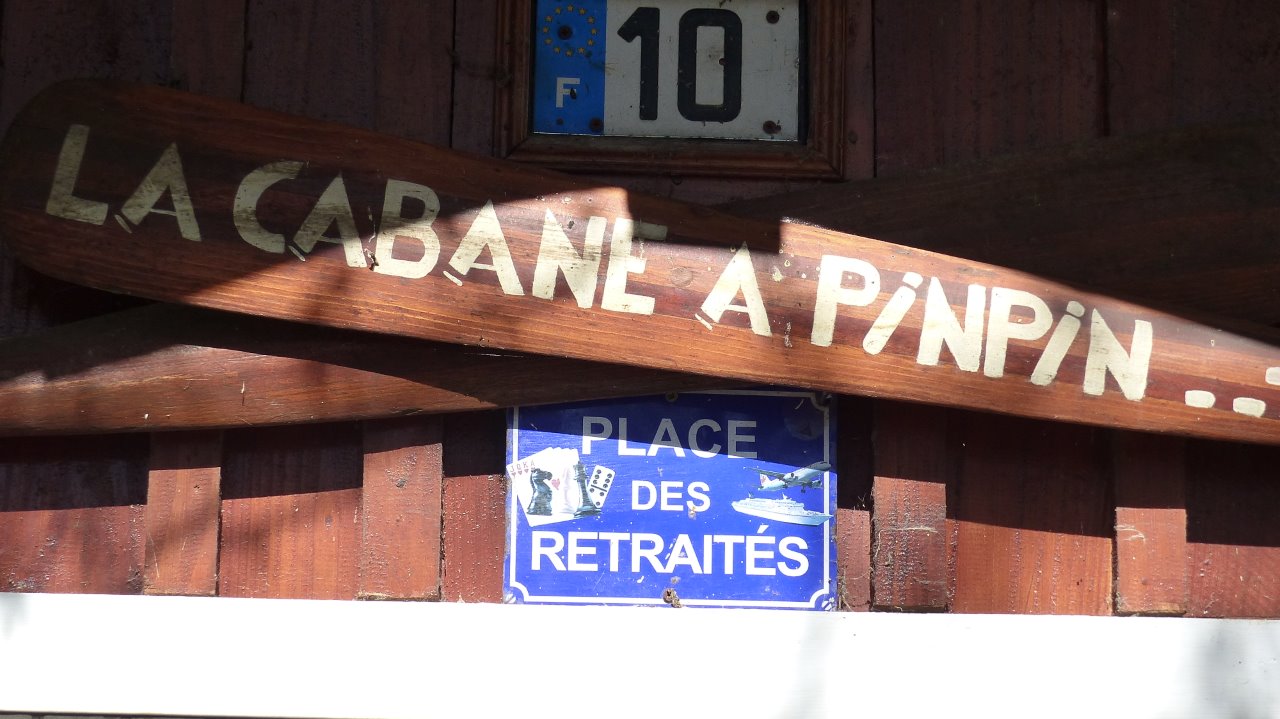 F 10
LA CABANE A PINPIN...
PLACE
DES
RETRAITÉS